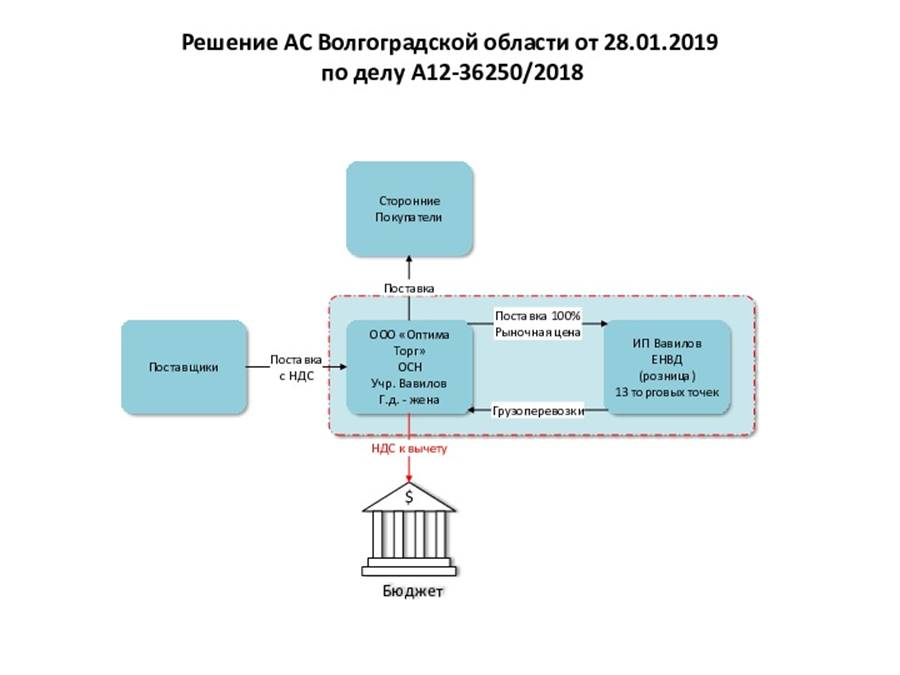 Решение АС Волгоградской области от 28.01.2019
по делу А12-36250/2018
Сторонние
Покупатели
Поставка
Поставщики
Поставка
с НДС
ООО «Оптима
Торг»
ОСН
Учр. Вавилов
Г.д. - жена
Поставка 100%
Рыночная цена
ИП Вавилов
ЕНВД
(розница)
13 торговых точек
Грузоперевозки
НДС к вычету
$
Бюджет